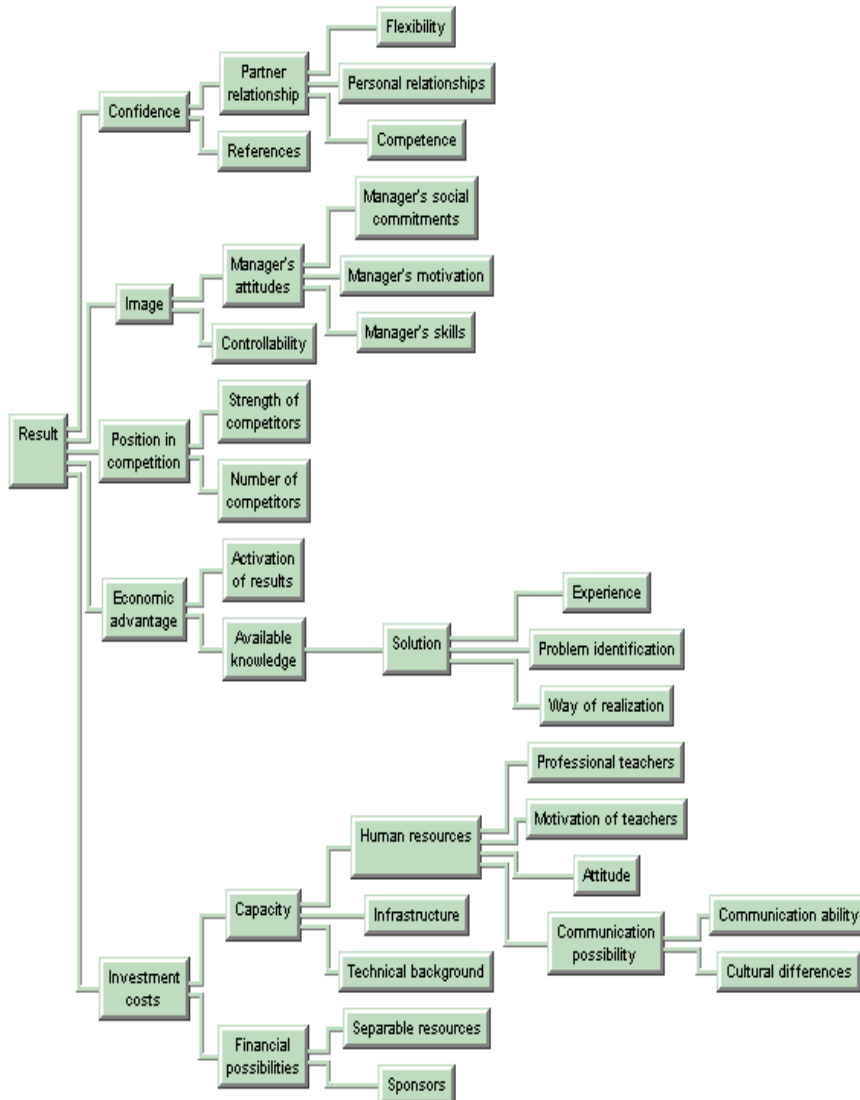 Flexibility
Partner
relationship
Personal relationships
Confidence
Competence
References
Manager's social
commitments
Manager's
attitudes
Manager's motivation
Image
Manager's skills
Controllability
Strength of
competitors
Result
Position in
competition
Number of
competitors
Activation
of results
Economic
advantage
Experience
Available
knowledge
Solution
Problem identification
Way of realization
Professional teachers
Human resources
Motivation of teachers
Attitude
Capacity
Infrastructure
Communication
possibility
Communication ability
Cultural differences
Technical background
Investment
costs
Separable resources
Financial
possibilities
Sponsors